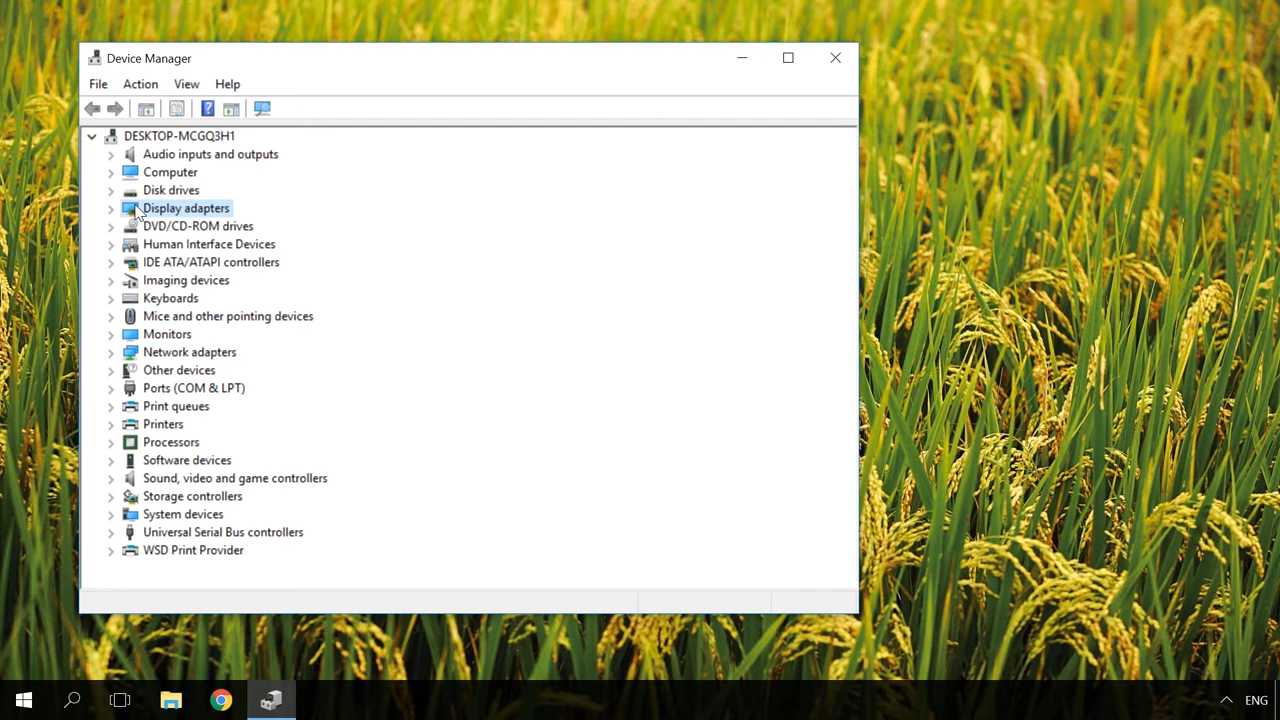 Device Manager
File Action View Help
DESKTOP-MCGQ3H1
Audio inputs and outputs
Computer
Disk drives
Display adapters
DVD/CD-ROM drives
Human Interface Devices
IDE ATA/ATAPI controllers
Imaging devices
Keyboards
Mice and other pointing devices
Monitors
Network adapters
Other devices
Ports (COM & LPT)
Print queues
Printers
Processors
Software devices
Sound, video and game controllers
Storage controllers
System devices
Universal Serial Bus controllers
WSD Print Provider
ENG